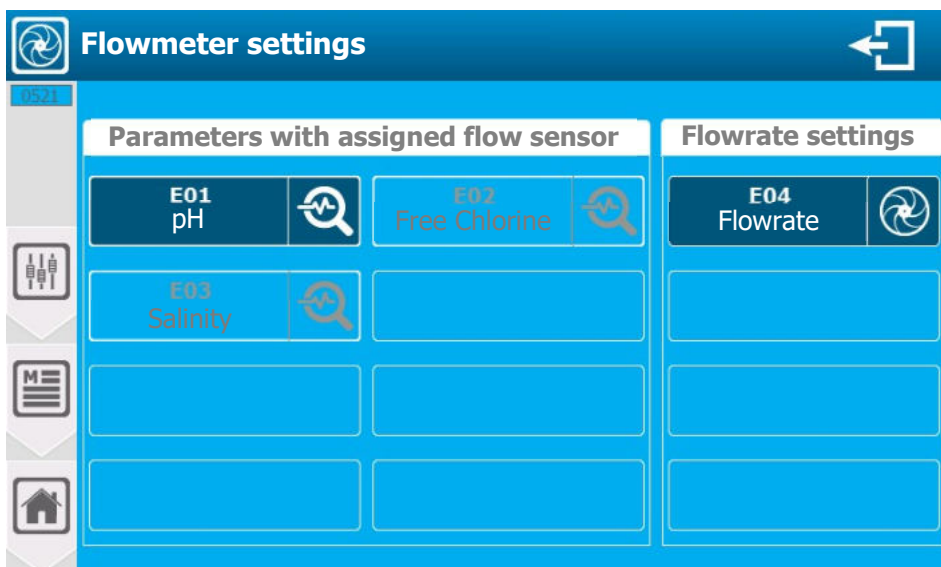 Flowmeter settings
0521
Parameters with assigned flow sensor
Flowrate settings
E01
pH
E02
Free Chlorine
E04
Flowrate
E03
Salinity
M